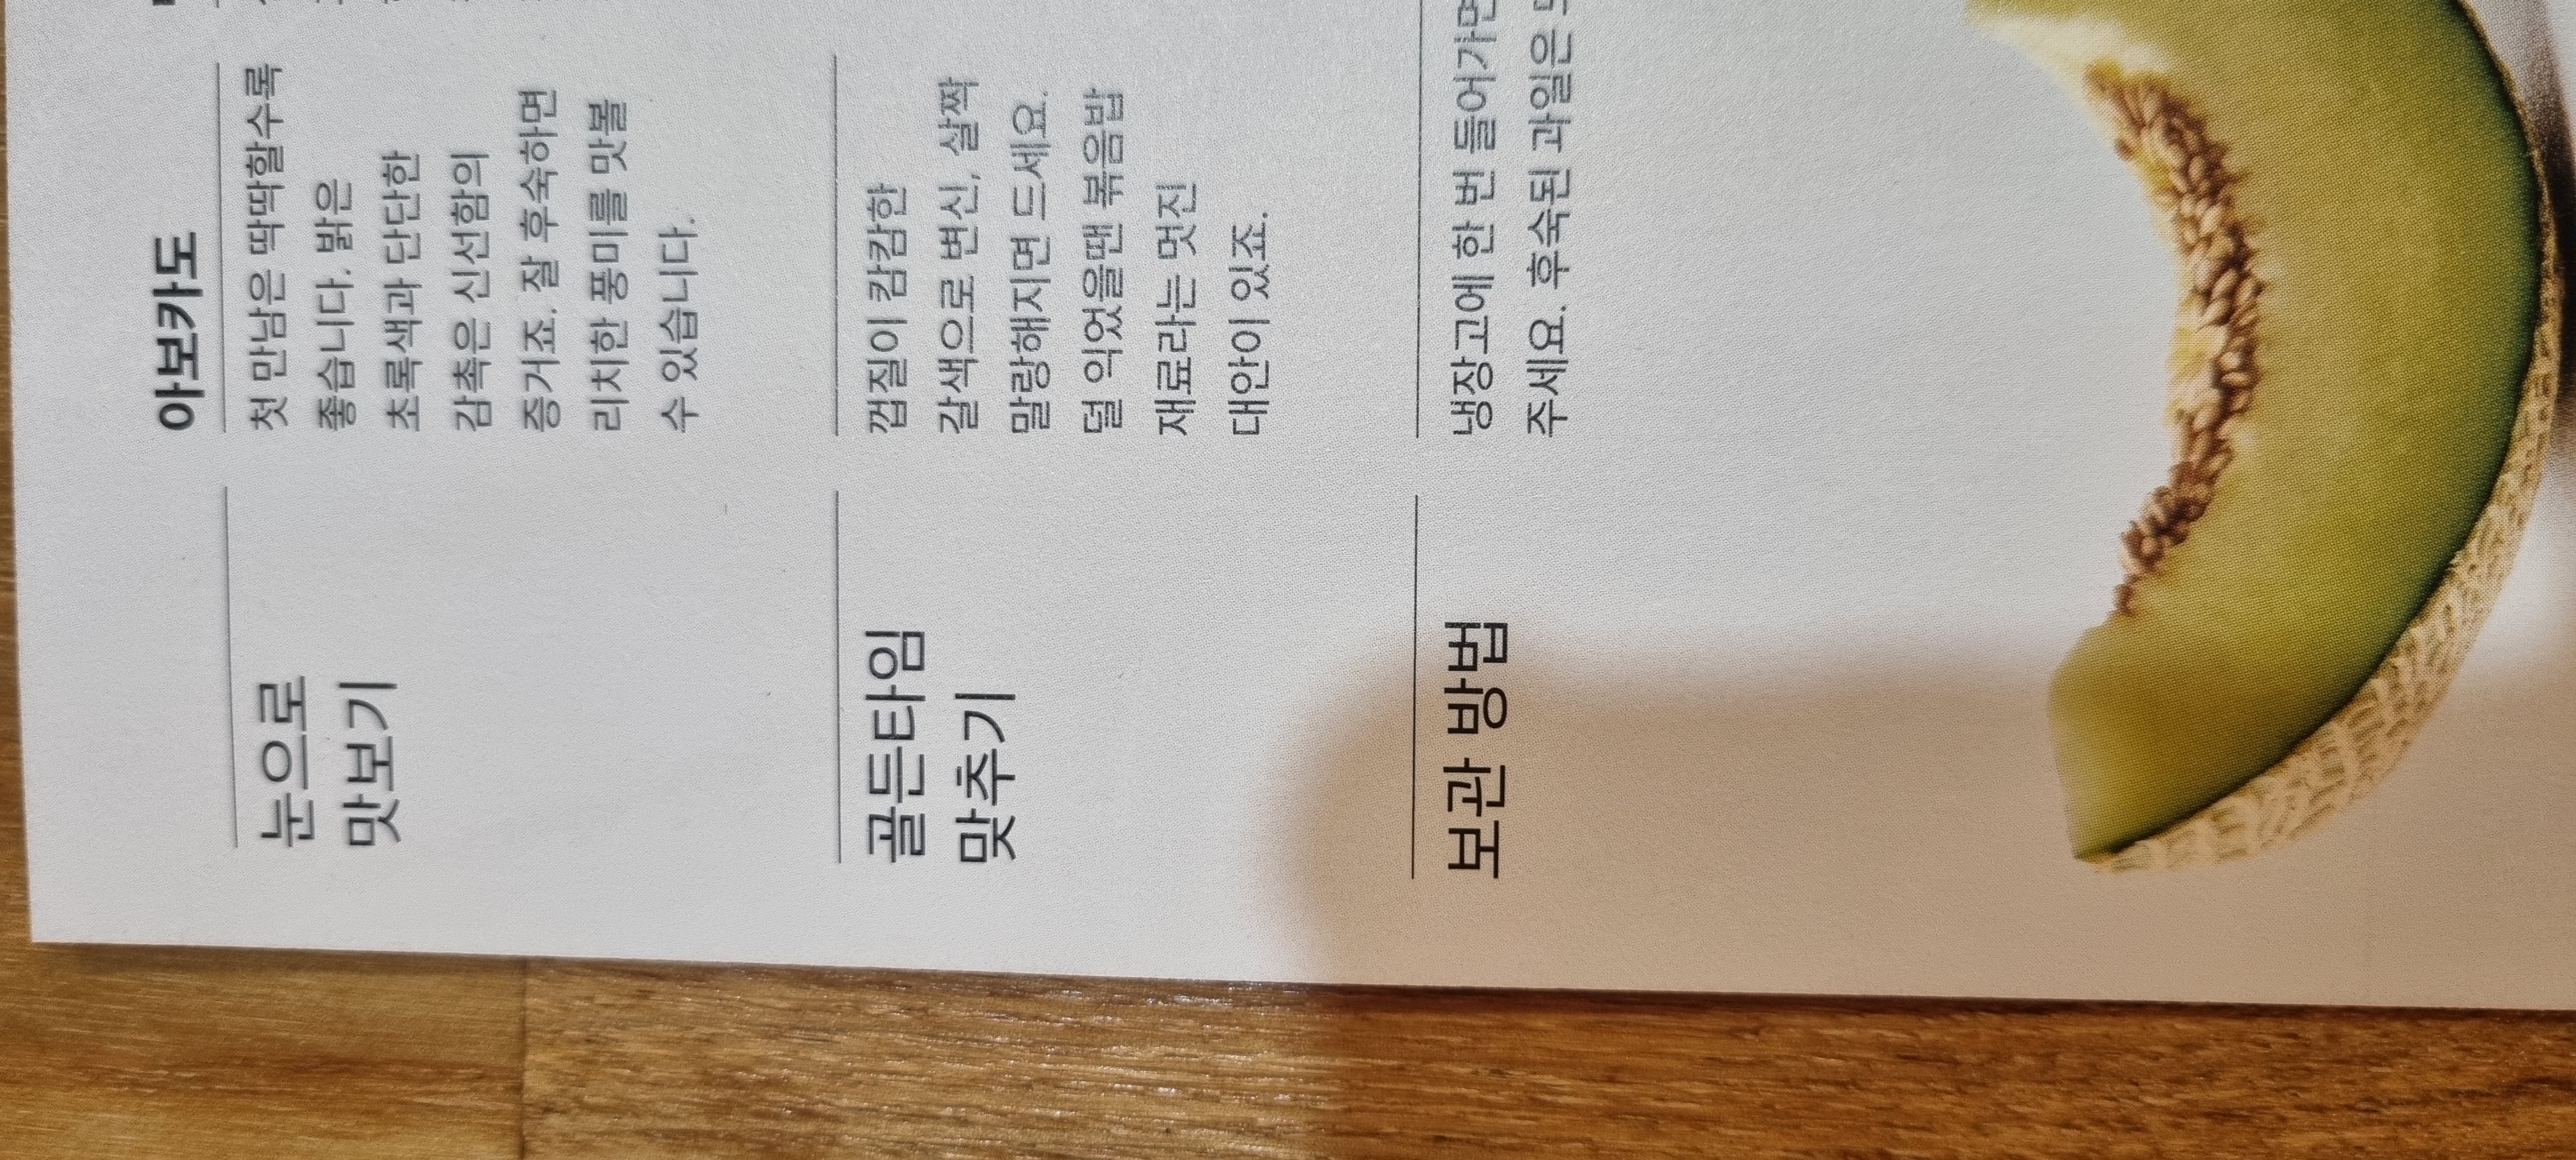 아보카도
눈으로
맛보기
첫 만남은 딱딱할수록
좋습니다. 밝은
초록색과 단단한
감촉은 신선함의
증거죠. 잘 후숙하면
리치한 풍미를 맛볼
수 있습니다.
골든타임
맞추기
껍질이 캄캄한
갈색으로 변신, 살짝
말랑해지면 드세요.
덜 익었을땐 볶음밥
재료라는 멋진
대안이 있죠.
보관 방법
냉장고에 한 번 들어가면
주세요. 후숙된 과일은